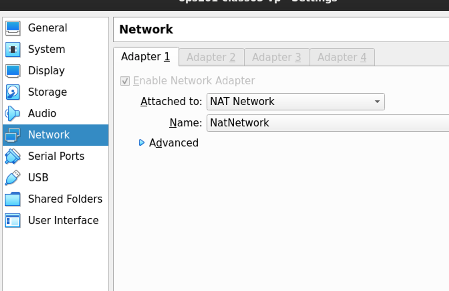 General
System
Display
Storage
Audio
Network
Serial Ports
USB
Shared Folders
User Interface
Network
Adapter 1 Adapter 2 Adapter 3 Adapter 4
Enable Network Adapter
Attached to: NAT Network
Name: NatNetwork
Advanced